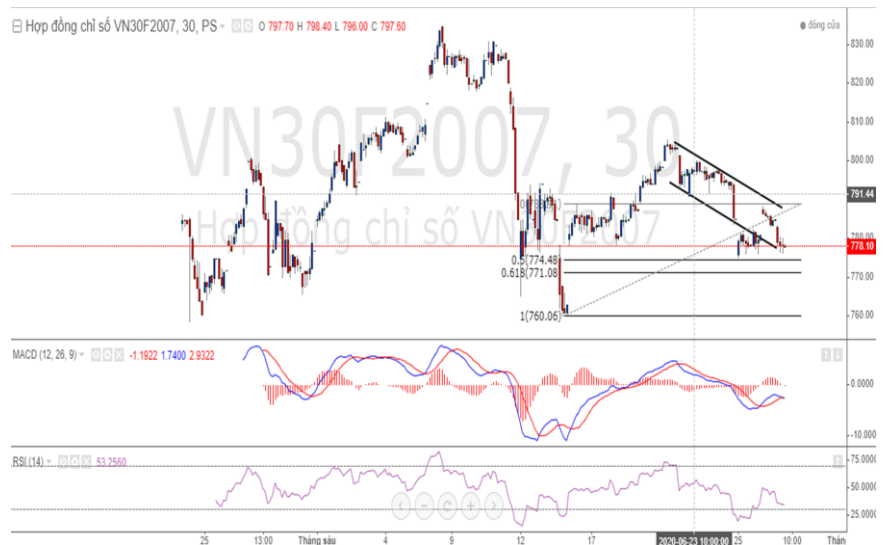 Hợp đồng chỉ số VN30F2007, 30, PS O 797.70 H 798.40 L 796.00 C 797.60
đóng cửa
VN30F2007, 30
Hợp đồng chỉ số VN30F2007
830.00
820.00
810.00
800.00
791.44
780.00
778.10
770.00
760.00
0.5(774.48)
0.618(771.08)
1(760.06)
MACD (12, 26, 9) -1.1922 1.7400 2.9322
0.0000
-10.0000
RSI (14) 53.2560
75.0000
50.0000
25.0000
25 13:00 Tháng sáu 4 9 12 17 2020-06-23 10:00:00 25 10:00 Thán